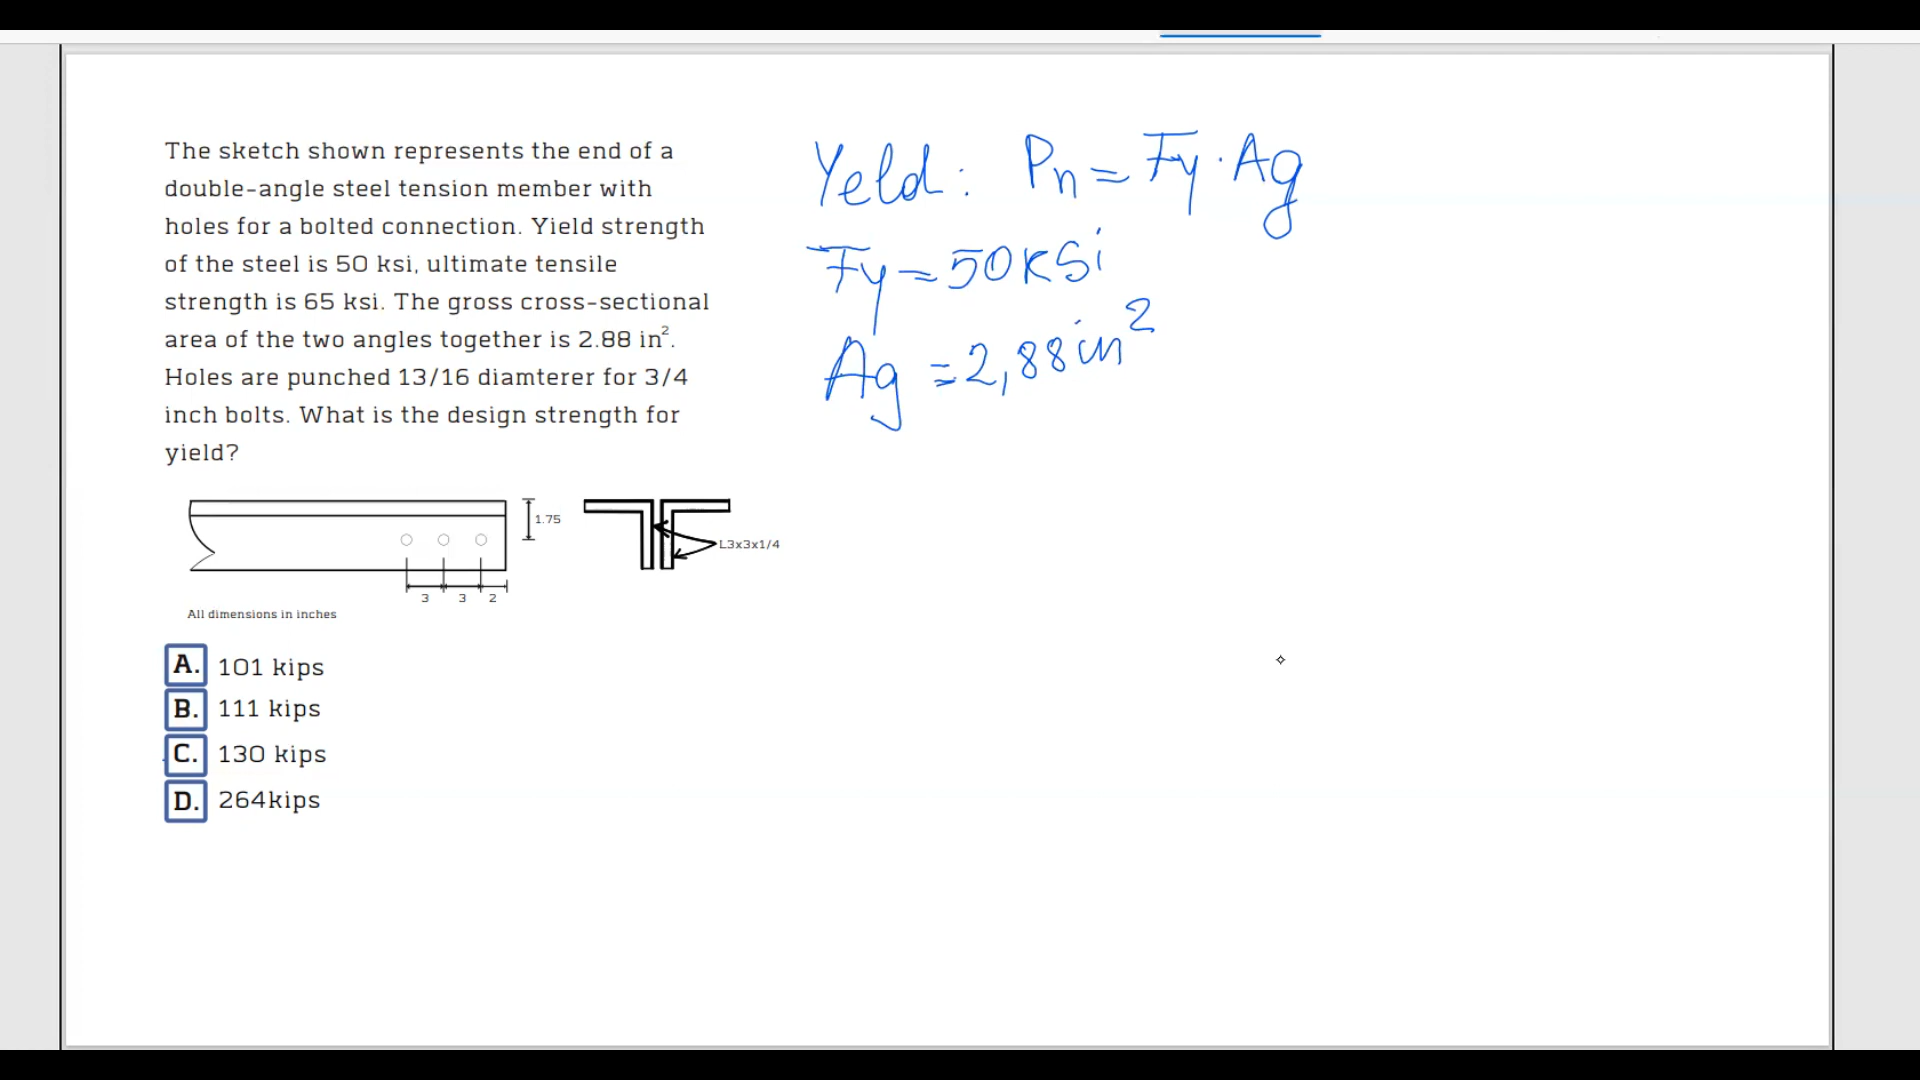 The sketch shown represents the end of a
double-angle steel tension member with
holes for a bolted connection. Yield strength
of the steel is 50 ksi, ultimate tensile
strength is 65 ksi. The gross cross-sectional
area of the two angles together is 2.88 in².
Holes are punched 13/16 diamterer for 3/4
inch bolts. What is the design strength for
yield?
1.75
L3x3x1/4
3 3 2
All dimensions in inches
A. 101 kips
B. 111 kips
C. 130 kips
D. 264kips
Yeld: Pn = Fy · Ag
Fy = 50 ksi
Ag = 2,88 in²